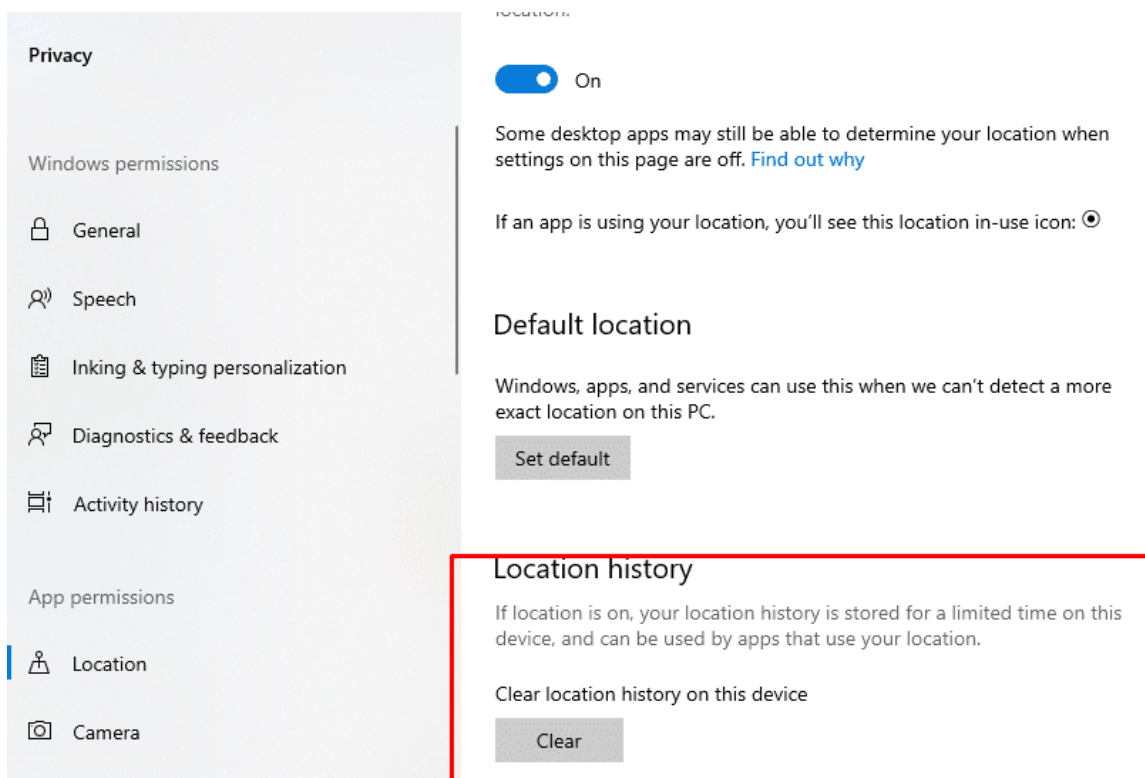 Privacy
Windows permissions
General
Speech
Inking & typing personalization
Diagnostics & feedback
Activity history
App permissions
Location
Camera
location.
On
Some desktop apps may still be able to determine your location when
settings on this page are off. Find out why
If an app is using your location, you’ll see this location in-use icon:
Default location
Windows, apps, and services can use this when we can’t detect a more
exact location on this PC.
Set default
Location history
If location is on, your location history is stored for a limited time on this
device, and can be used by apps that use your location.
Clear location history on this device
Clear